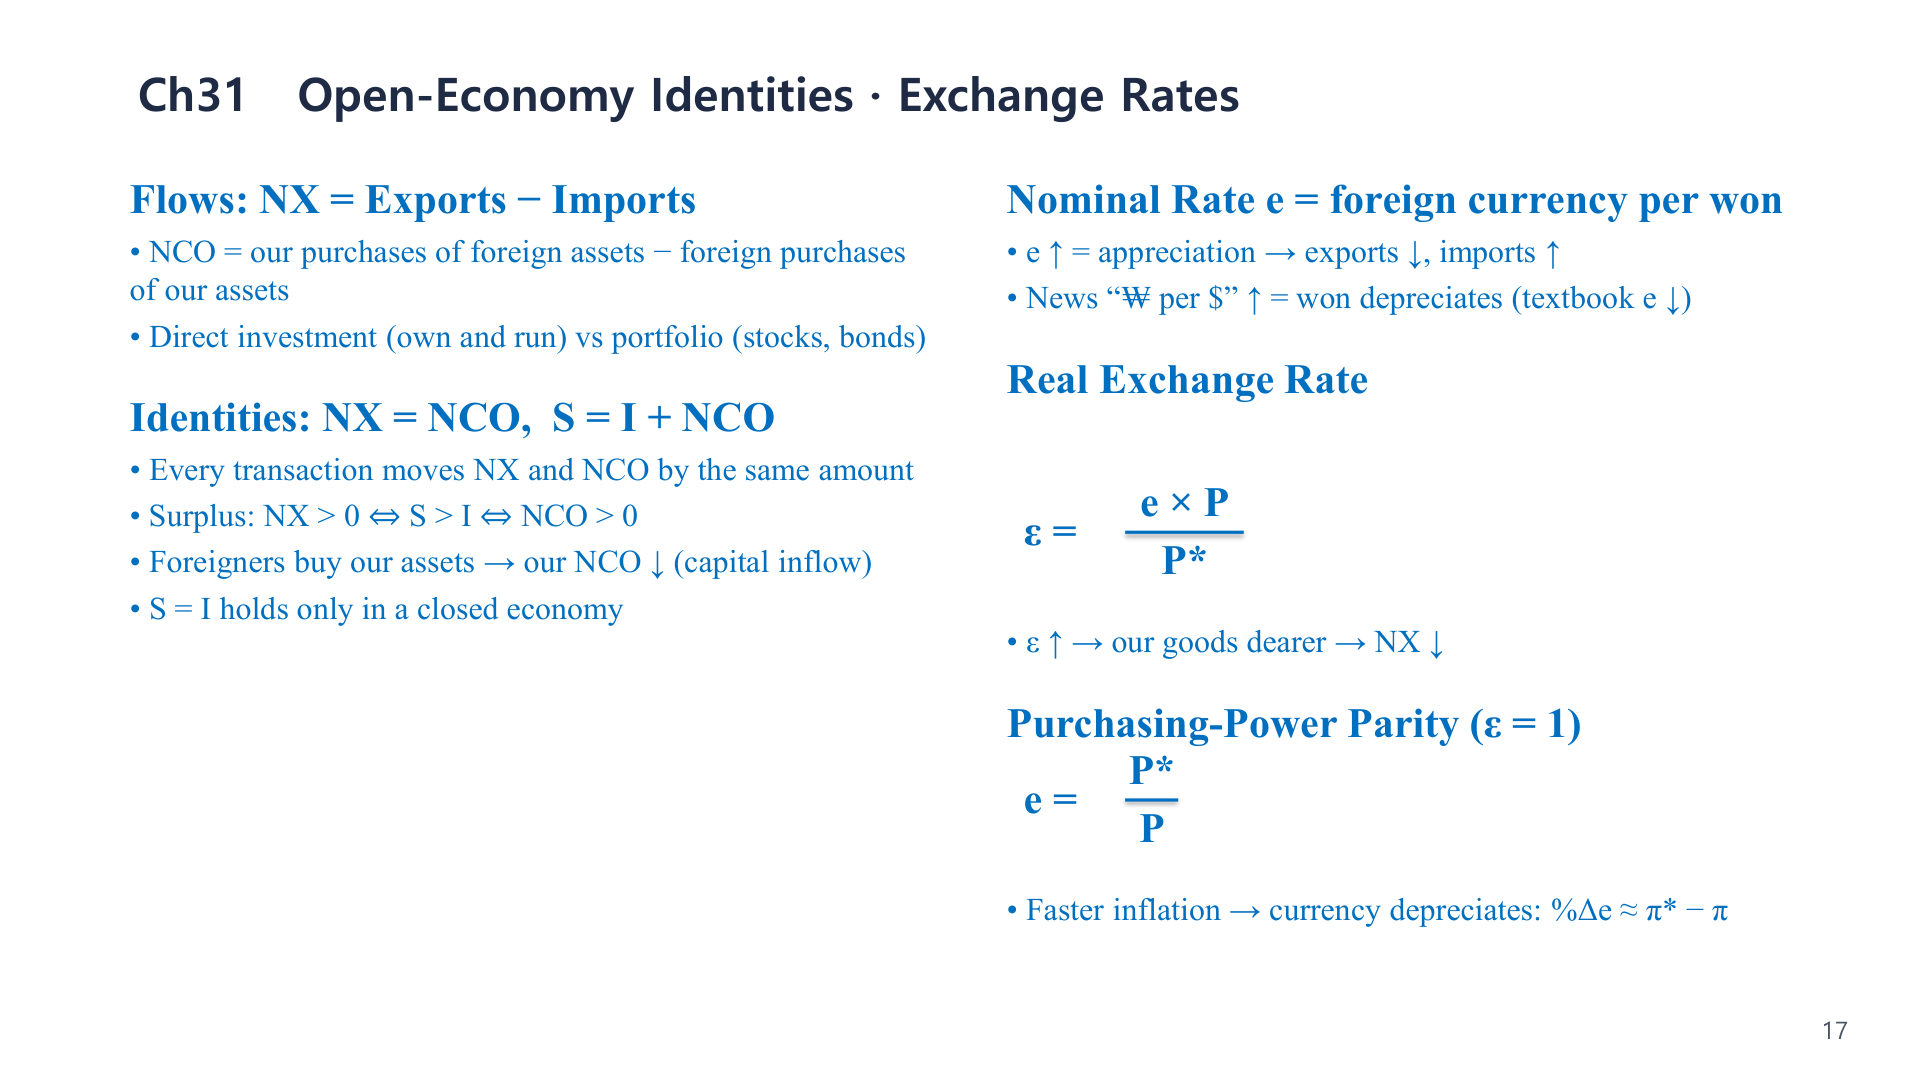 Ch31 Open-Economy Identities · Exchange Rates
Flows: NX = Exports − Imports
• NCO = our purchases of foreign assets − foreign purchases
of our assets
• Direct investment (own and run) vs portfolio (stocks, bonds)
Identities: NX = NCO, S = I + NCO
• Every transaction moves NX and NCO by the same amount
• Surplus: NX > 0 ⇔ S > I ⇔ NCO > 0
• Foreigners buy our assets → our NCO ↓ (capital inflow)
• S = I holds only in a closed economy
Nominal Rate e = foreign currency per won
• e ↑ = appreciation → exports ↓, imports ↑
• News “₩ per $” ↑ = won depreciates (textbook e ↓)
Real Exchange Rate
e × P
ε =
P*
• ε ↑ → our goods dearer → NX ↓
Purchasing-Power Parity (ε = 1)
P*
e =
P
• Faster inflation → currency depreciates: %Δe ≈ π* − π
17